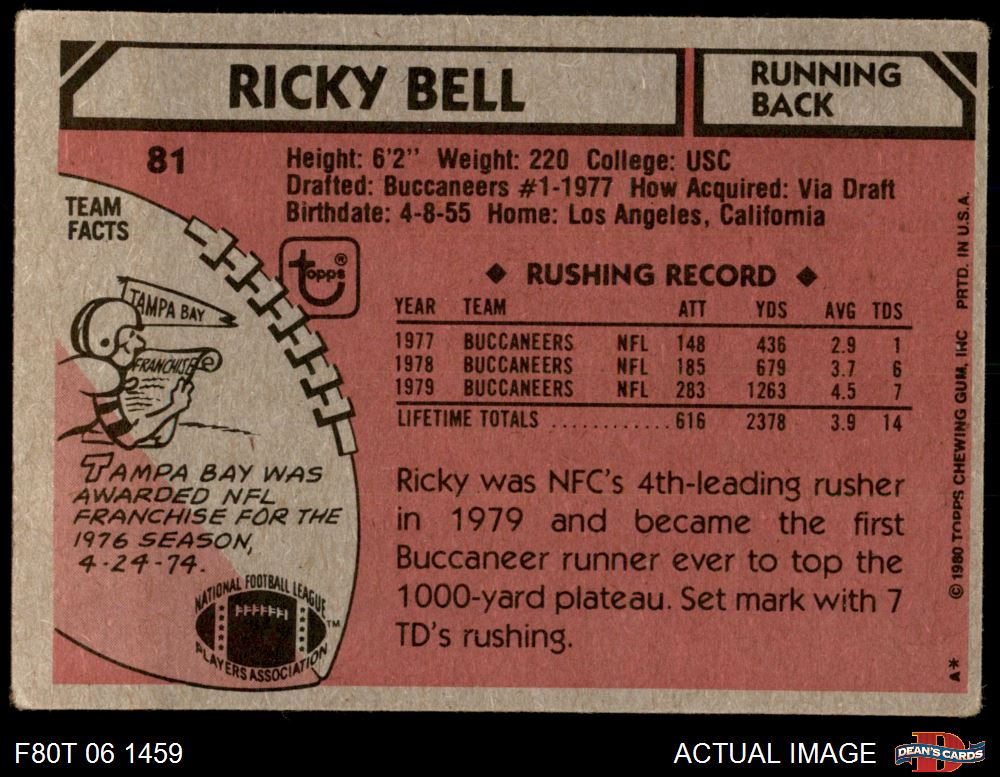 RICKY BELL
RUNNING
BACK
81
Height: 6'2" Weight: 220 College: USC
Drafted: Buccaneers #1-1977 How Acquired: Via Draft
Birthdate: 4-8-55 Home: Los Angeles, California
TEAM
FACTS
topps®
TAMPA BAY
FRANCHISE
TAMPA BAY WAS
AWARDED NFL
FRANCHISE FOR THE
1976 SEASON,
4-24-74.
NATIONAL FOOTBALL LEAGUE
PLAYERS ASSOCIATION
TM
◆ RUSHING RECORD ◆
YEAR TEAM ATT YDS AVG TDS
1977 BUCCANEERS NFL 148 436 2.9 1
1978 BUCCANEERS NFL 185 679 3.7 6
1979 BUCCANEERS NFL 283 1263 4.5 7
LIFETIME TOTALS ............ 616 2378 3.9 14
Ricky was NFC's 4th-leading rusher
in 1979 and became the first
Buccaneer runner ever to top the
1000-yard plateau. Set mark with 7
TD's rushing.
© 1980 TOPPS CHEWING GUM, INC PRTD. IN U.S.A.
A*
F80T 06 1459
ACTUAL IMAGE
D
DEAN'S CARDS